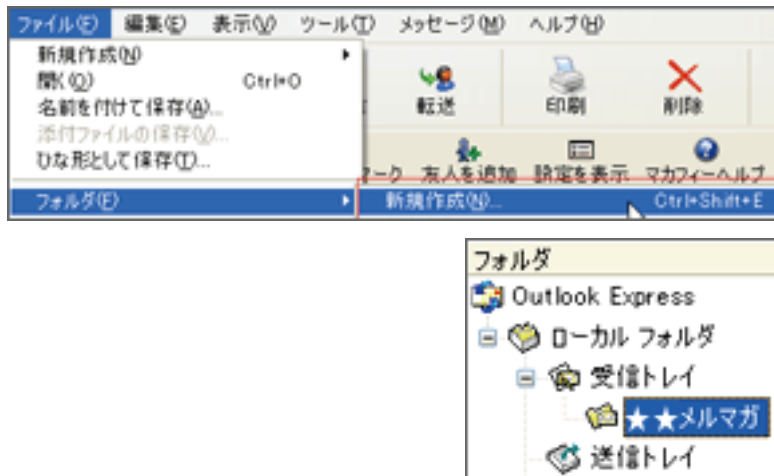 ファイル(F) 編集(E) 表示(V) ツール(T) メッセージ(M) ヘルプ(H)
新規作成(N)
開く(O) Ctrl+O
名前を付けて保存(A)...
添付ファイルの保存(V)...
ひな形として保存(T)...
フォルダ(F)
転送 印刷 削除
マーク 友人を追加 設定を表示 マカフィーヘルプ
新規作成(N)... Ctrl+Shift+E
フォルダ
Outlook Express
ローカル フォルダ
受信トレイ
★★メルマガ
送信トレイ